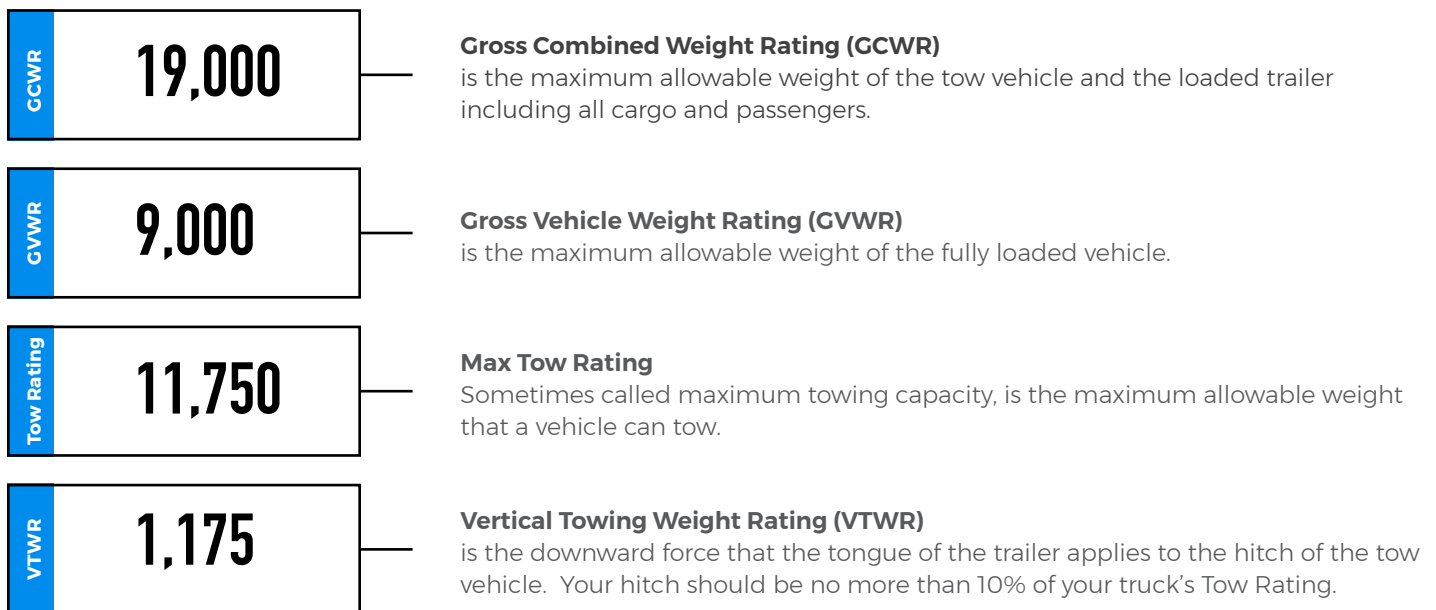 GCWR
19,000
Gross Combined Weight Rating (GCWR)
is the maximum allowable weight of the tow vehicle and the loaded trailer
including all cargo and passengers.
GVWR
9,000
Gross Vehicle Weight Rating (GVWR)
is the maximum allowable weight of the fully loaded vehicle.
Tow Rating
11,750
Max Tow Rating
Sometimes called maximum towing capacity, is the maximum allowable weight
that a vehicle can tow.
VTWR
1,175
Vertical Towing Weight Rating (VTWR)
is the downward force that the tongue of the trailer applies to the hitch of the tow
vehicle.  Your hitch should be no more than 10% of your truck’s Tow Rating.